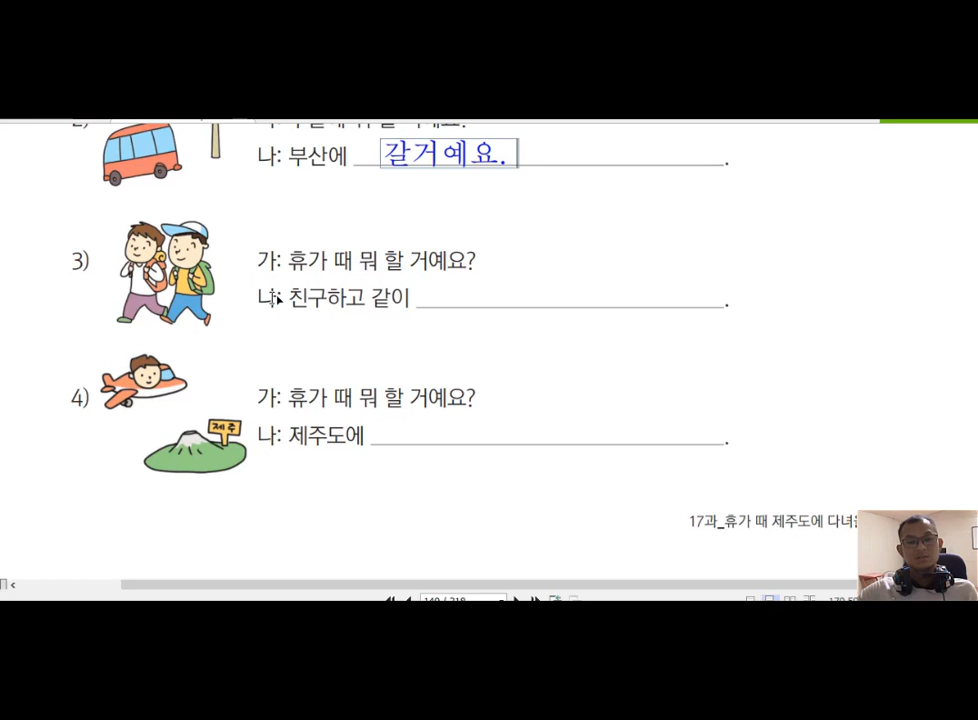 나: 부산에 갈거예요. .
3) 가: 휴가 때 뭐 할 거예요?
나: 친구하고 같이 .
4) 가: 휴가 때 뭐 할 거예요?
제주
나: 제주도에 .
17과_휴가 때 제주도에